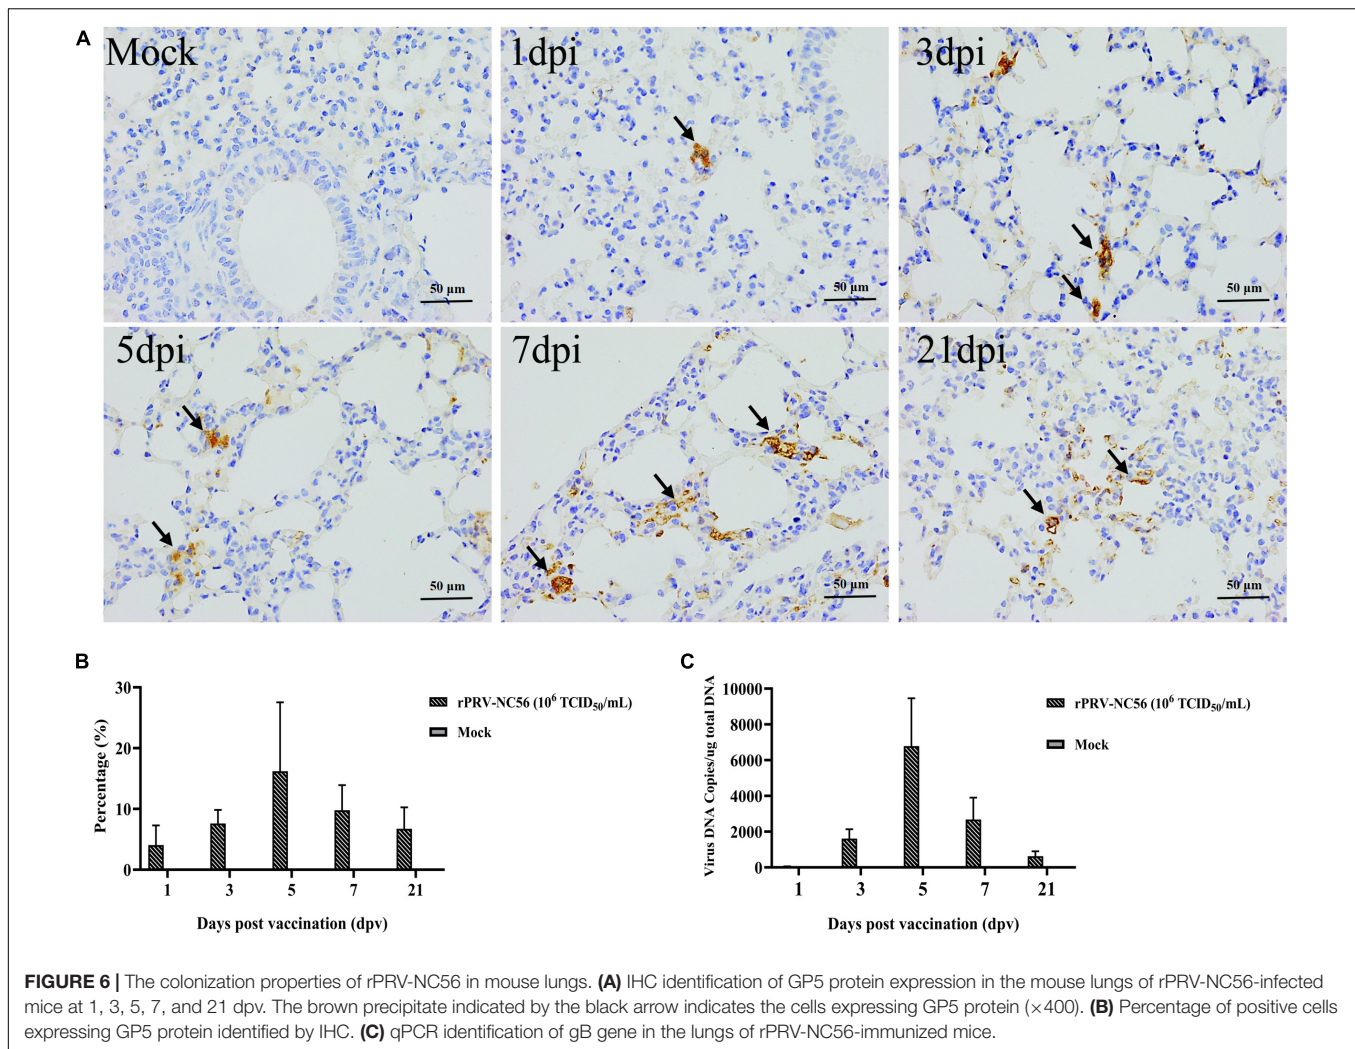 A
Mock
1dpi
3dpi
50 µm
50 µm
50 µm
5dpi
7dpi
21dpi
50 µm
50 µm
50 µm
B
30
20
10
0
Percentage (%)
1 3 5 7 21
Days post vaccination (dpv)
rPRV-NC56 (10⁶ TCID₅₀/mL)
Mock
C
10000
8000
6000
4000
2000
0
Virus DNA Copies/ug total DNA
1 3 5 7 21
Days post vaccination (dpv)
rPRV-NC56 (10⁶ TCID₅₀/mL)
Mock
FIGURE 6 | The colonization properties of rPRV-NC56 in mouse lungs. (A) IHC identification of GP5 protein expression in the mouse lungs of rPRV-NC56-infected
mice at 1, 3, 5, 7, and 21 dpv. The brown precipitate indicated by the black arrow indicates the cells expressing GP5 protein (×400). (B) Percentage of positive cells
expressing GP5 protein identified by IHC. (C) qPCR identification of gB gene in the lungs of rPRV-NC56-immunized mice.